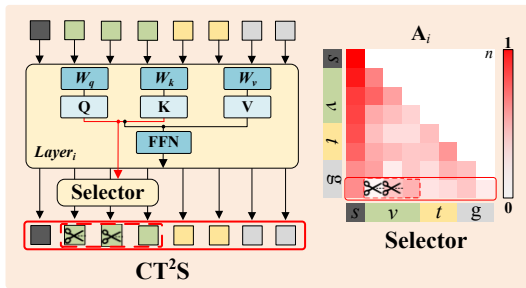 W_q
W_k
W_v
Q
K
V
Layer_i
FFN
Selector
CT²S
A_i
n
1
0
s
v
t
g
s
v
t
g
Selector